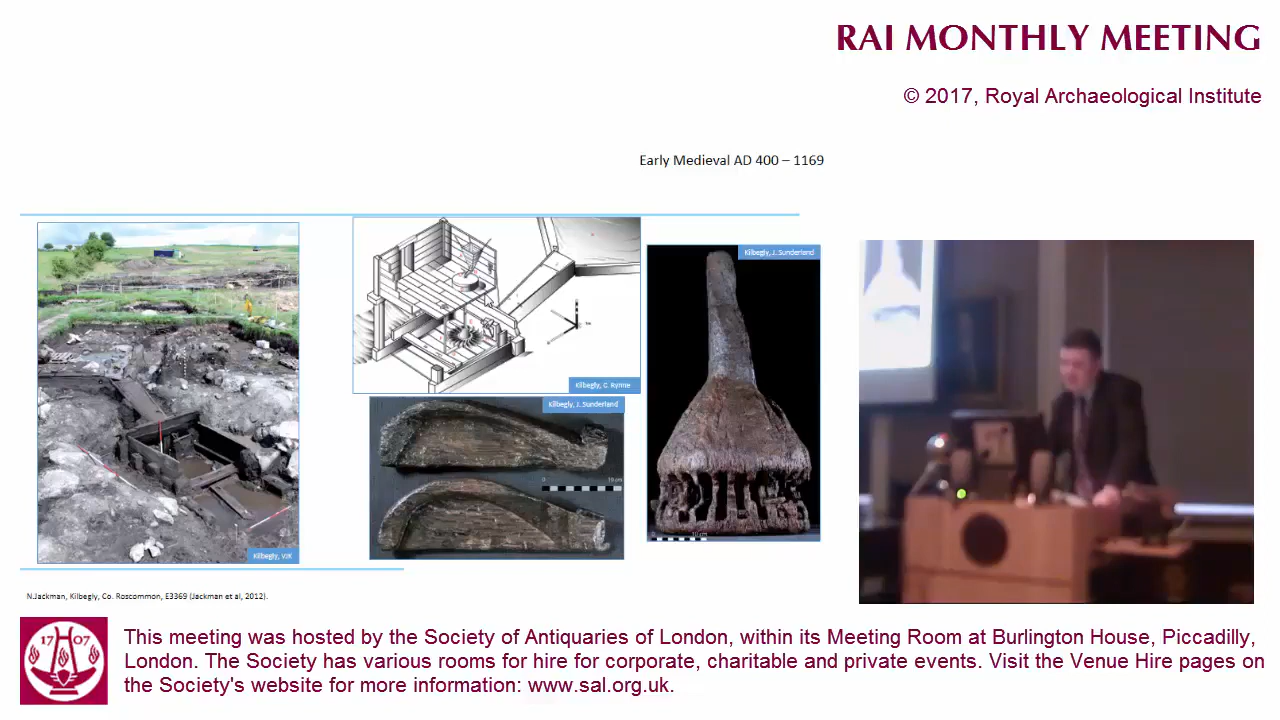 RAI MONTHLY MEETING
© 2017, Royal Archaeological Institute
Early Medieval AD 400 – 1169
Kilbegly, C. Rynne
Kilbegly, J. Sunderland
Kilbegly, J. Sunderland
Kilbegly, VJK
N.Jackman, Kilbegly, Co. Roscommon, E3369 (Jackman et al, 2012).
1707
This meeting was hosted by the Society of Antiquaries of London, within its Meeting Room at Burlington House, Piccadilly,
London. The Society has various rooms for hire for corporate, charitable and private events. Visit the Venue Hire pages on
the Society's website for more information: www.sal.org.uk.